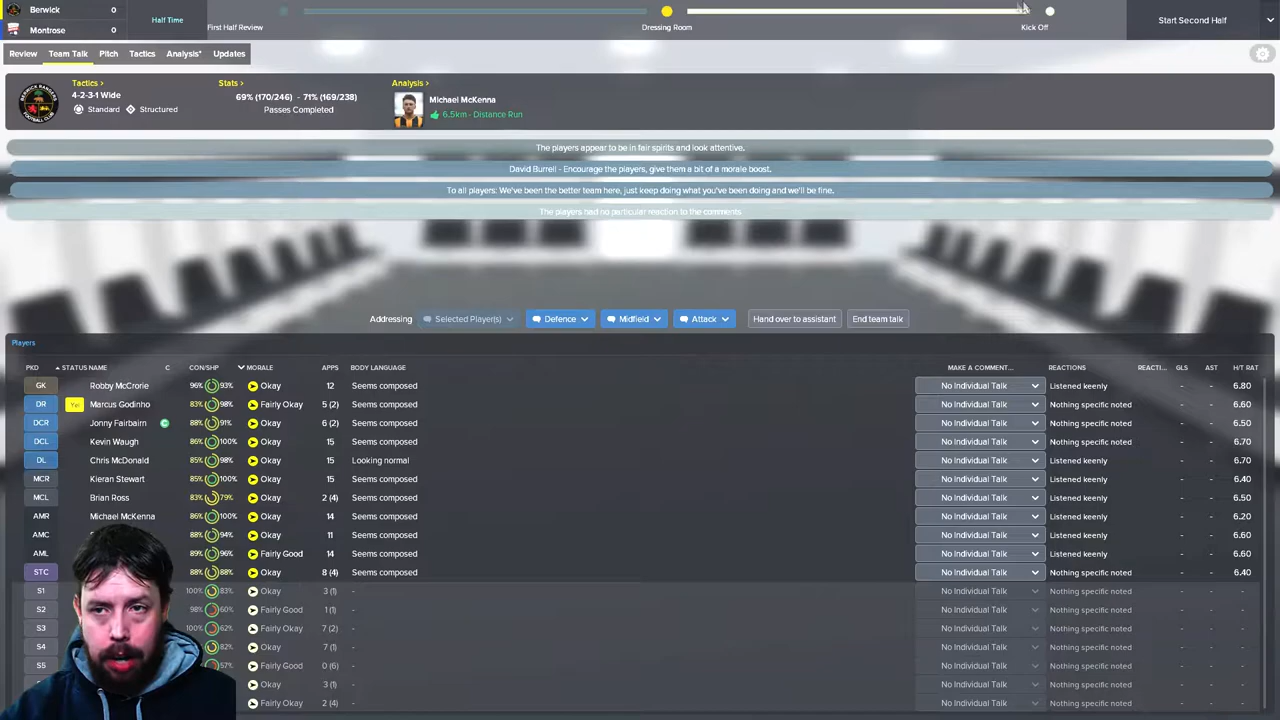 Berwick 0
Montrose 0
Half Time
First Half Review
Dressing Room
Kick Off
Start Second Half
Review Team Talk Pitch Tactics Analysis* Updates
Tactics >
4-2-3-1 Wide
Standard Structured
Stats >
69% (170/246) - 71% (169/238)
Passes Completed
Analysis >
Michael McKenna
6.5km - Distance Run
The players appear to be in fair spirits and look attentive.
David Burrell - Encourage the players, give them a bit of a morale boost.
To all players: We've been the better team here, just keep doing what you've been doing and we'll be fine.
The players had no particular reaction to the comments.
Addressing Selected Player(s) Defence Midfield Attack Hand over to assistant End team talk
Players
PKD STATUS NAME C CON/SHP MORALE APPS BODY LANGUAGE MAKE A COMMENT... REACTIONS REACTI... GLS AST H/T RAT
GK Robby McCrorie 96% 93% Okay 12 Seems composed No Individual Talk Listened keenly - - 6.80
DR Yel Marcus Godinho 83% 98% Fairly Okay 5 (2) Seems composed No Individual Talk Nothing specific noted - - 6.60
DCR Jonny Fairbairn C 88% 91% Okay 6 (2) Seems composed No Individual Talk Nothing specific noted - - 6.50
DCL Kevin Waugh 86% 100% Okay 15 Seems composed No Individual Talk Nothing specific noted - - 6.70
DL Chris McDonald 85% 98% Okay 15 Looking normal No Individual Talk Listened keenly - - 6.70
MCR Kieran Stewart 85% 100% Okay 15 Seems composed No Individual Talk Listened keenly - - 6.40
MCL Brian Ross 83% 79% Okay 2 (4) Seems composed No Individual Talk Listened keenly - - 6.50
AMR Michael McKenna 86% 100% Okay 14 Seems composed No Individual Talk Listened keenly - - 6.20
AMC 88% 94% Okay 11 Seems composed No Individual Talk Listened keenly - - 6.60
AML 89% 96% Fairly Good 14 Seems composed No Individual Talk Listened keenly - - 6.60
STC 88% 88% Okay 8 (4) Seems composed No Individual Talk Nothing specific noted - - 6.40
S1 100% 83% Okay 3 (1) - No Individual Talk Nothing specific noted - - -
S2 98% 60% Fairly Good 1 (1) - No Individual Talk Nothing specific noted - - -
S3 100% 62% Fairly Okay 7 (2) - No Individual Talk Nothing specific noted - - -
S4 82% Okay 7 (1) - No Individual Talk Nothing specific noted - - -
S5 57% Fairly Good 0 (6) - No Individual Talk Nothing specific noted - - -
Okay 3 (1) - No Individual Talk Nothing specific noted - - -
Fairly Okay 2 (4) - No Individual Talk Nothing specific noted - - -